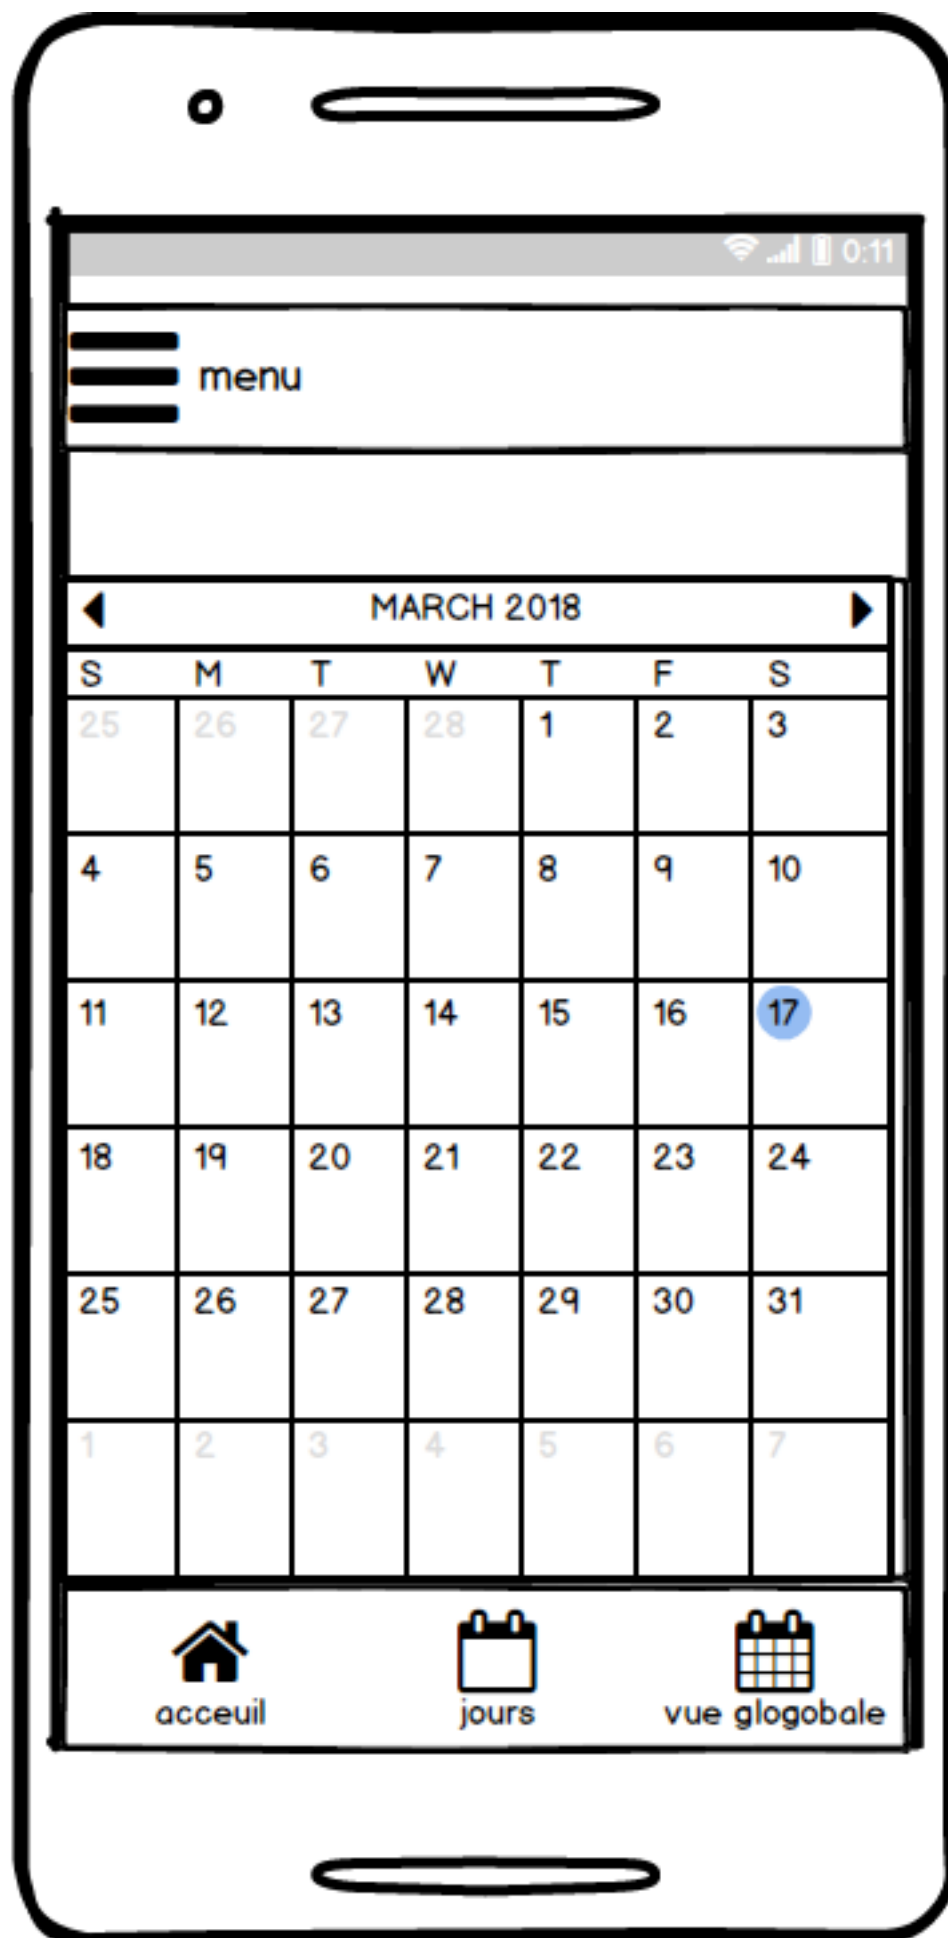 0:11
menu
MARCH 2018
S M T W T F S
25 26 27 28 1 2 3
4 5 6 7 8 9 10
11 12 13 14 15 16 17
18 19 20 21 22 23 24
25 26 27 28 29 30 31
1 2 3 4 5 6 7
acceuil jours vue glogobale